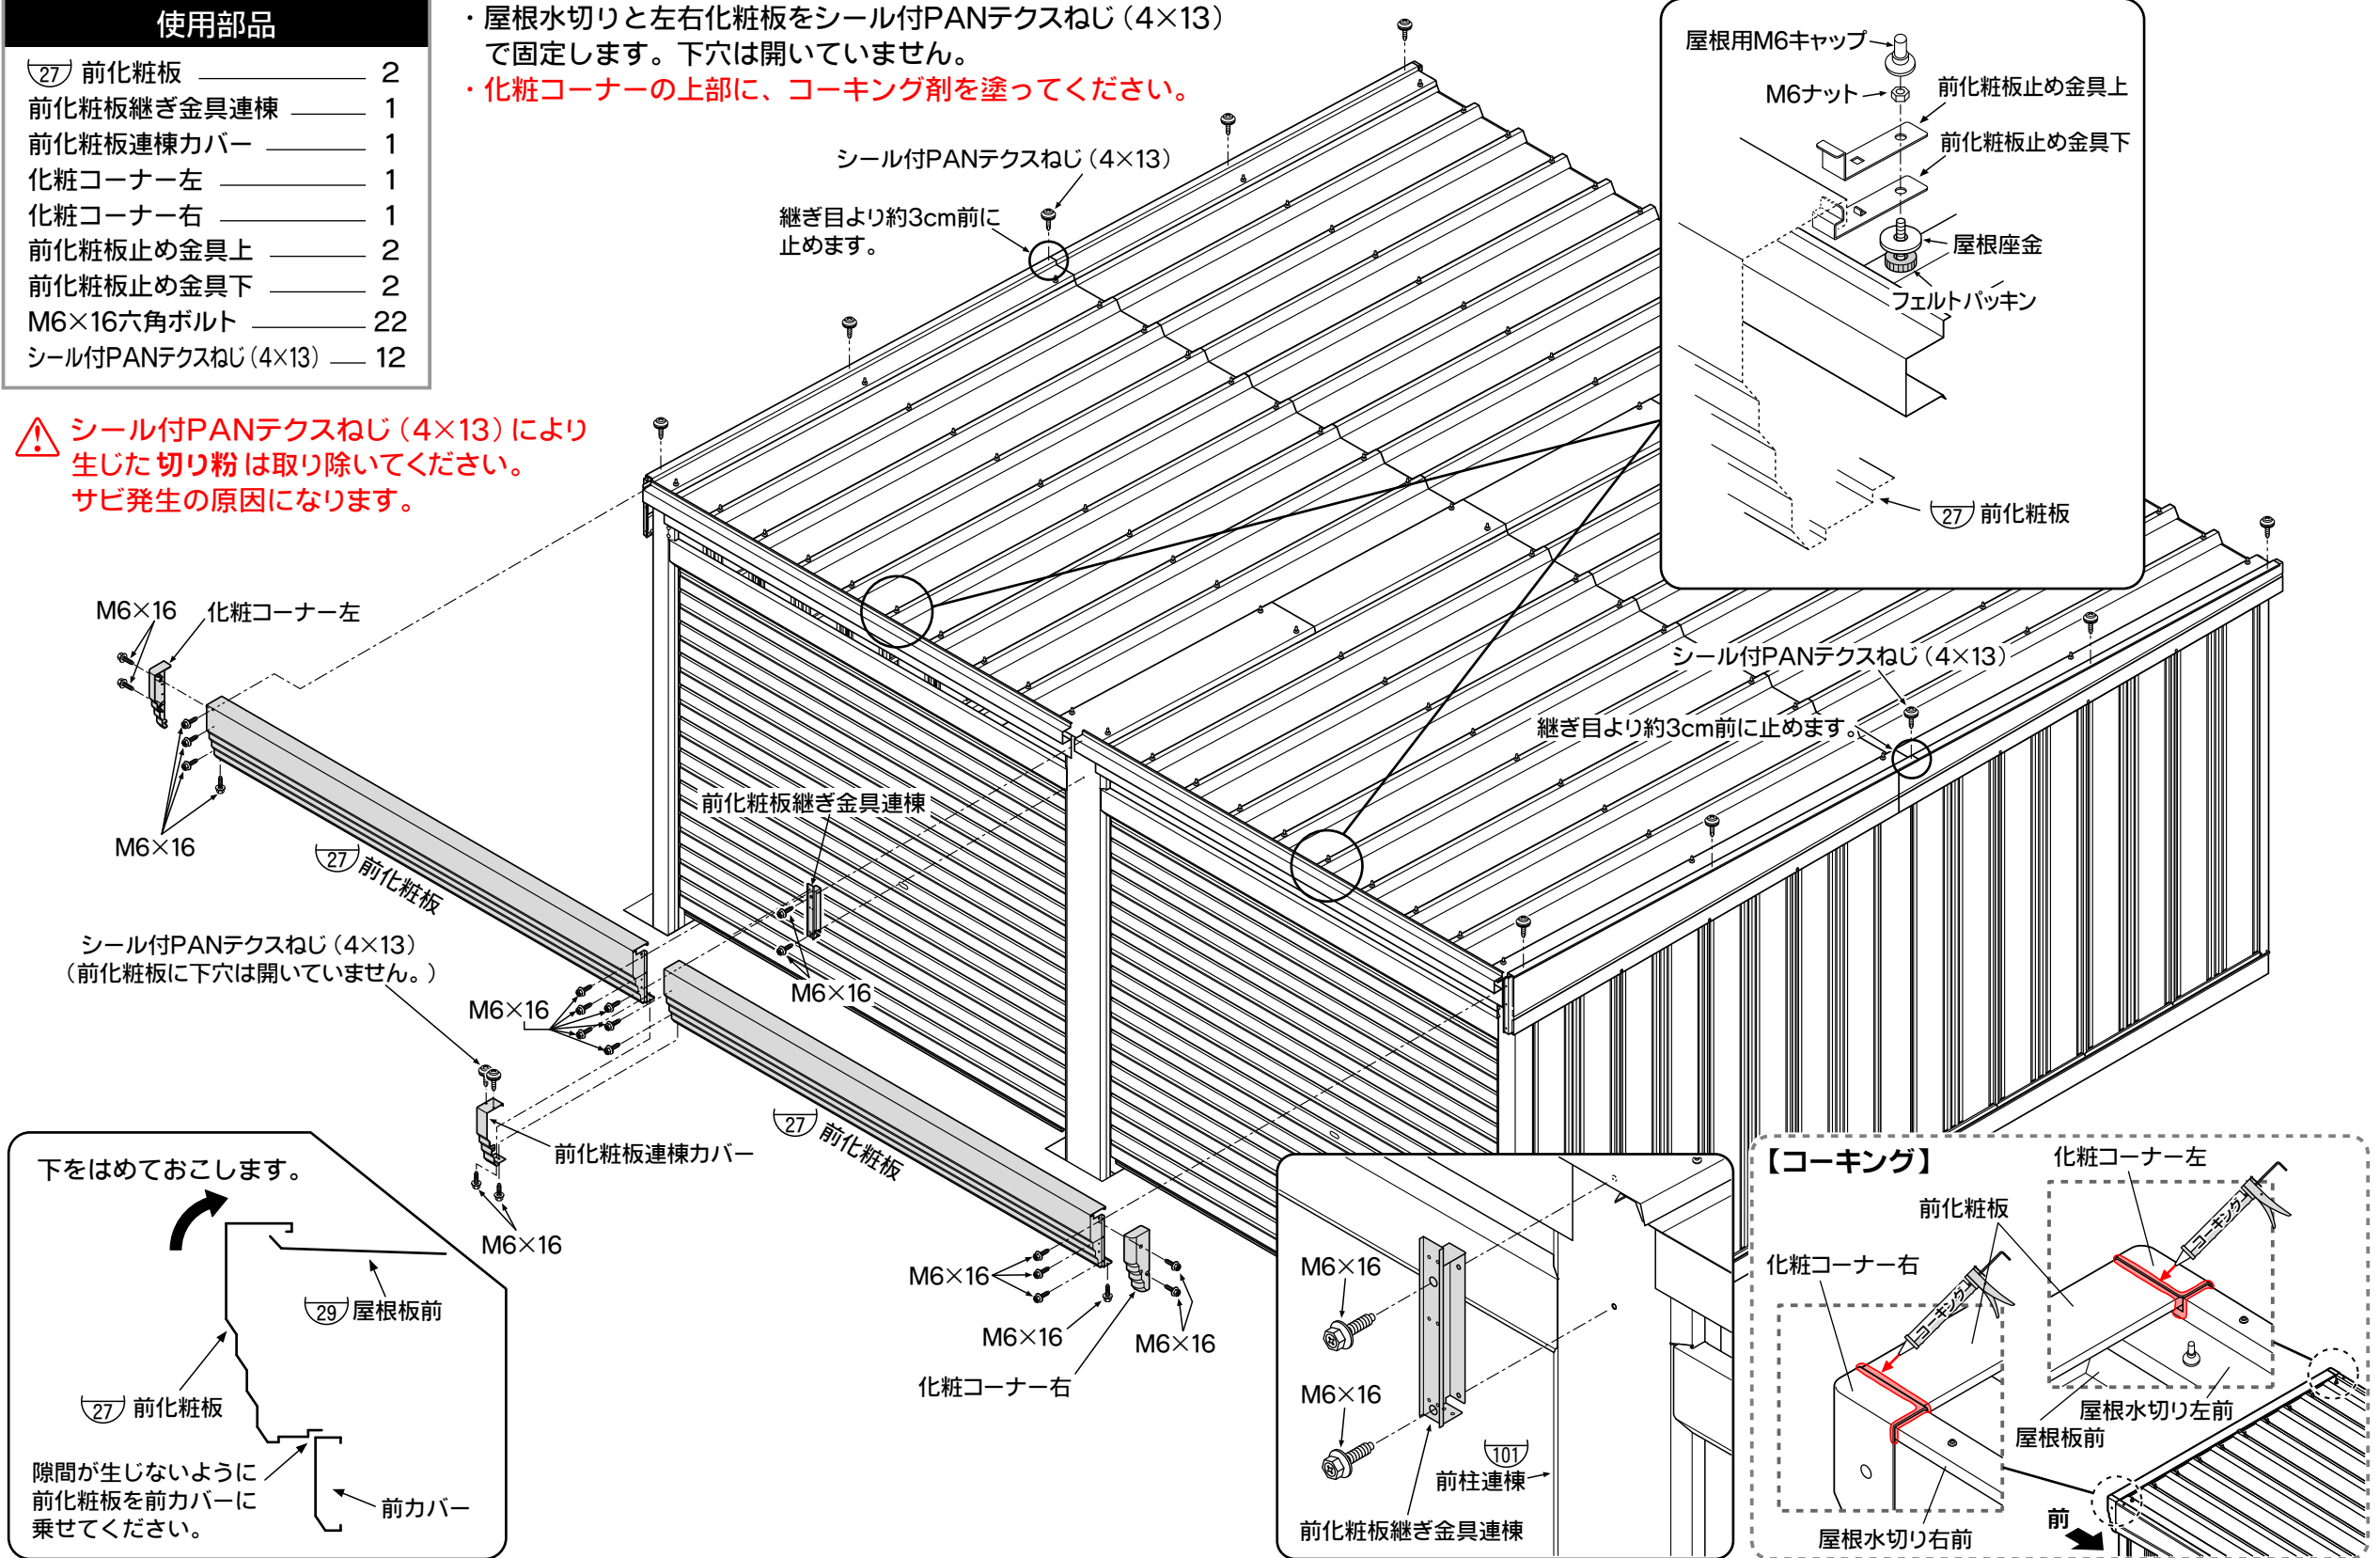 使用部品
27 前化粧板 2
前化粧板継ぎ金具連棟 1
前化粧板連棟カバー 1
化粧コーナー左 1
化粧コーナー右 1
前化粧板止め金具上 2
前化粧板止め金具下 2
M6×16六角ボルト 22
シール付PANテクスねじ（4×13） 12
・屋根水切りと左右化粧板をシール付PANテクスねじ（4×13）
で固定します。下穴は開いていません。
・化粧コーナーの上部に、コーキング剤を塗ってください。
シール付PANテクスねじ（4×13）により
生じた切り粉は取り除いてください。
サビ発生の原因になります。
シール付PANテクスねじ（4×13）
継ぎ目より約3cm前に
止めます。
屋根用M6キャップ
M6ナット
前化粧板止め金具上
前化粧板止め金具下
屋根座金
フェルトパッキン
27 前化粧板
M6×16
化粧コーナー左
M6×16
27 前化粧板
前化粧板継ぎ金具連棟
M6×16
シール付PANテクスねじ（4×13）
継ぎ目より約3cm前に止めます。
シール付PANテクスねじ（4×13）
（前化粧板に下穴は開いていません。）
M6×16
前化粧板連棟カバー
M6×16
27 前化粧板
M6×16
M6×16
M6×16
化粧コーナー右
下をはめておこします。
29 屋根板前
27 前化粧板
隙間が生じないように
前化粧板を前カバーに
乗せてください。
前カバー
M6×16
M6×16
101
前柱連棟
前化粧板継ぎ金具連棟
【コーキング】
化粧コーナー左
前化粧板
化粧コーナー右
コーキング
コーキング
屋根水切り左前
屋根板前
屋根水切り右前
前